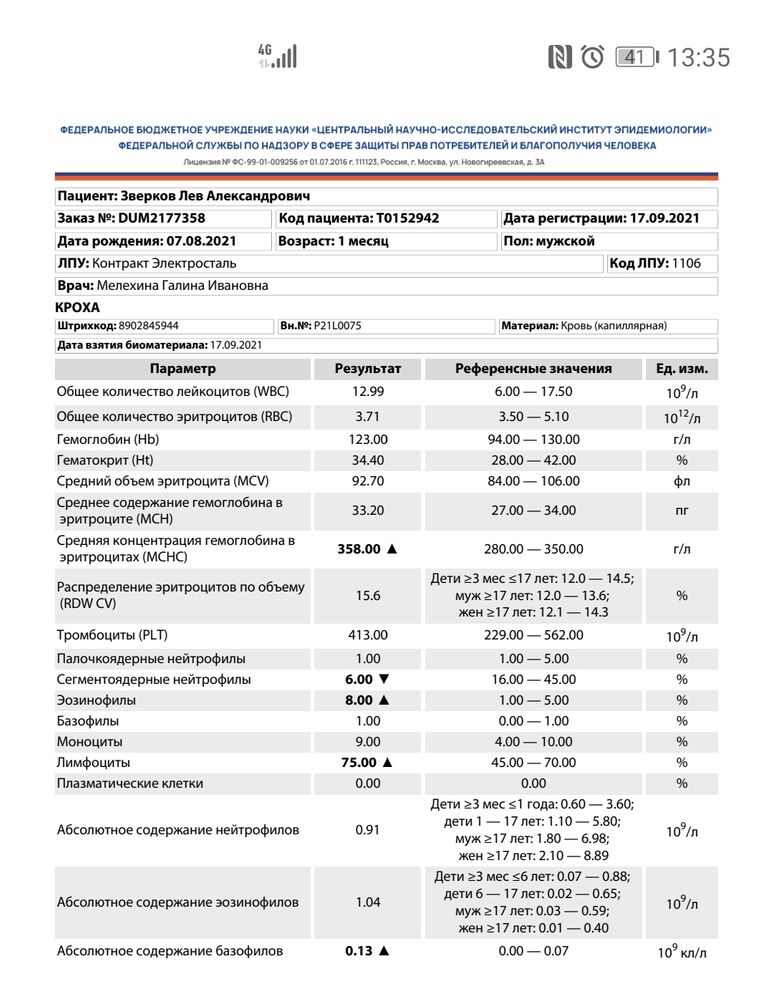 4G 41 13:35
ФЕДЕРАЛЬНОЕ БЮДЖЕТНОЕ УЧРЕЖДЕНИЕ НАУКИ «ЦЕНТРАЛЬНЫЙ НАУЧНО-ИССЛЕДОВАТЕЛЬСКИЙ ИНСТИТУТ ЭПИДЕМИОЛОГИИ»
ФЕДЕРАЛЬНОЙ СЛУЖБЫ ПО НАДЗОРУ В СФЕРЕ ЗАЩИТЫ ПРАВ ПОТРЕБИТЕЛЕЙ И БЛАГОПОЛУЧИЯ ЧЕЛОВЕКА
Лицензия № ФС-99-01-009256 от 01.07.2016 г. 111123, Россия, г. Москва, ул. Новогиреевская, д. 3А
Пациент: Зверков Лев Александрович
Заказ №: DUM2177358 Код пациента: T0152942 Дата регистрации: 17.09.2021
Дата рождения: 07.08.2021 Возраст: 1 месяц Пол: мужской
ЛПУ: Контракт Электросталь Код ЛПУ: 1106
Врач: Мелехина Галина Ивановна
КРОХА
Штрихкод: 8902845944 Вн.№: P21L0075 Материал: Кровь (капиллярная)
Дата взятия биоматериала: 17.09.2021
Параметр Результат Референсные значения Ед. изм.
Общее количество лейкоцитов (WBC) 12.99 6.00 — 17.50 10⁹/л
Общее количество эритроцитов (RBC) 3.71 3.50 — 5.10 10¹²/л
Гемоглобин (Hb) 123.00 94.00 — 130.00 г/л
Гематокрит (Ht) 34.40 28.00 — 42.00 %
Средний объем эритроцита (MCV) 92.70 84.00 — 106.00 фл
Среднее содержание гемоглобина в
эритроците (MCH) 33.20 27.00 — 34.00 пг
Средняя концентрация гемоглобина в
эритроцитах (MCHC) 358.00 ▲ 280.00 — 350.00 г/л
Распределение эритроцитов по объему
(RDW CV) 15.6 Дети ≥3 мес ≤17 лет: 12.0 — 14.5;
муж ≥17 лет: 12.0 — 13.6;
жен ≥17 лет: 12.1 — 14.3 %
Тромбоциты (PLT) 413.00 229.00 — 562.00 10⁹/л
Палочкоядерные нейтрофилы 1.00 1.00 — 5.00 %
Сегментоядерные нейтрофилы 6.00 ▼ 16.00 — 45.00 %
Эозинофилы 8.00 ▲ 1.00 — 5.00 %
Базофилы 1.00 0.00 — 1.00 %
Моноциты 9.00 4.00 — 10.00 %
Лимфоциты 75.00 ▲ 45.00 — 70.00 %
Плазматические клетки 0.00 0.00 %
Абсолютное содержание нейтрофилов 0.91 Дети ≥3 мес ≤1 года: 0.60 — 3.60;
дети 1 — 17 лет: 1.10 — 5.80;
муж ≥17 лет: 1.80 — 6.98;
жен ≥17 лет: 2.10 — 8.89 10⁹/л
Абсолютное содержание эозинофилов 1.04 Дети ≥3 мес ≤6 лет: 0.07 — 0.88;
дети 6 — 17 лет: 0.02 — 0.65;
муж ≥17 лет: 0.03 — 0.59;
жен ≥17 лет: 0.01 — 0.40 10⁹/л
Абсолютное содержание базофилов 0.13 ▲ 0.00 — 0.07 10⁹ кл/л